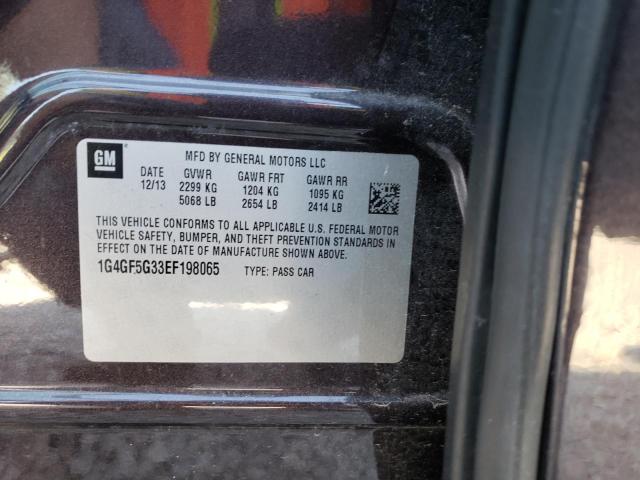 GM
MFD BY GENERAL MOTORS LLC
DATE GVWR GAWR FRT GAWR RR
12/13 2299 KG 1204 KG 1095 KG
5068 LB 2654 LB 2414 LB
THIS VEHICLE CONFORMS TO ALL APPLICABLE U.S. FEDERAL MOTOR
VEHICLE SAFETY, BUMPER, AND THEFT PREVENTION STANDARDS IN
EFFECT ON THE DATE OF MANUFACTURE SHOWN ABOVE.
1G4GF5G33EF198065 TYPE: PASS CAR